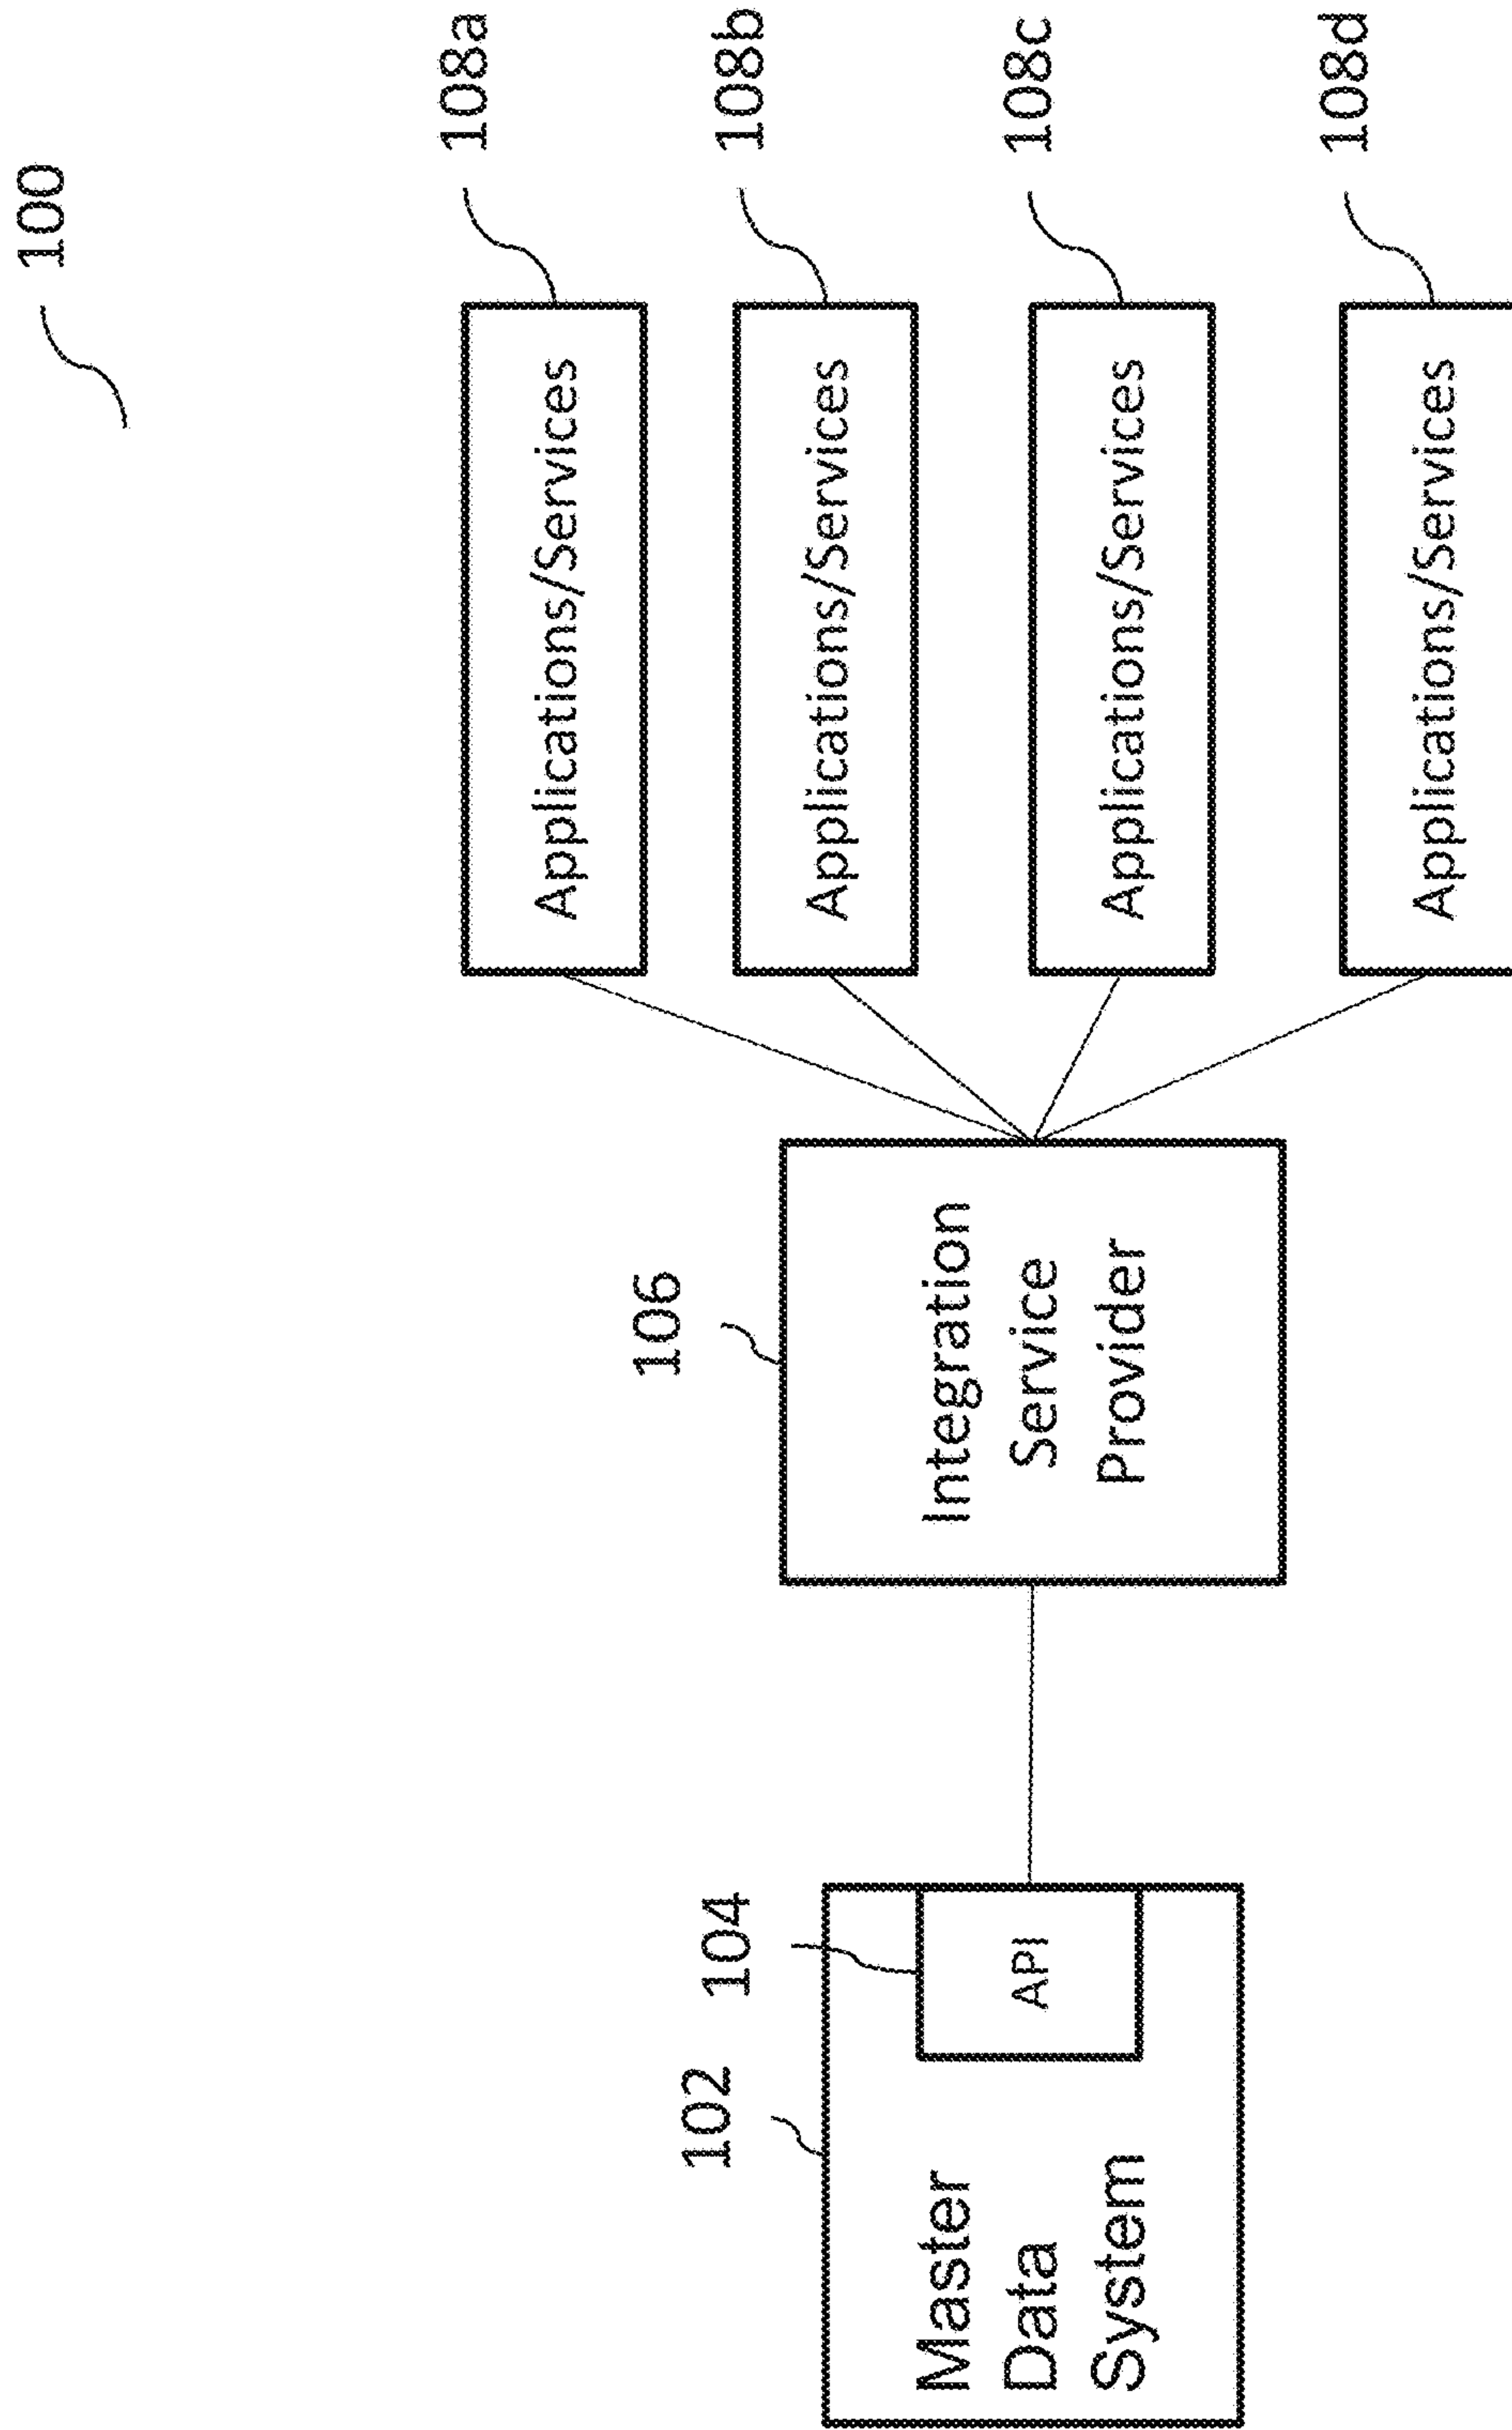 100
108a
Applications/Services
108b
Applications/Services
108c
Applications/Services
108d
Applications/Services
106
Integration
Service
Provider
104
API
102
Master
Data
System